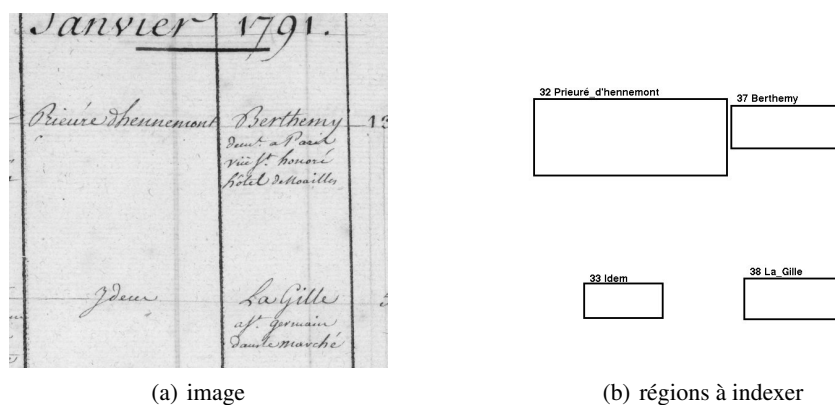 Janvier 1791.
Prieuré d'hennemont Berthemy 13
demt. a Paris
rüe St. honoré
hôtel de Noailles
Idem La Gille
a St. germain
dans le marché
32 Prieuré_d'hennemont
37 Berthemy
33 Idem
38 La_Gille
(a) image
(b) régions à indexer